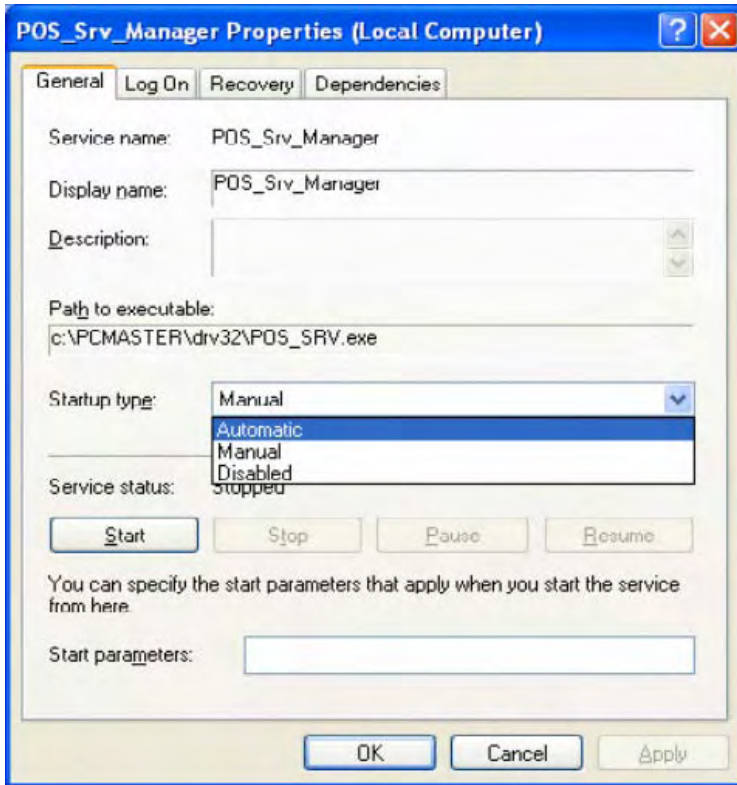 POS_Srv_Manager Properties (Local Computer)
General Log On Recovery Dependencies
Service name: POS_Srv_Manager
Display name: POS_Srv_Manager
Description:
Path to executable:
c:\PCMASTER\drv32\POS_SRV.exe
Startup type: Manual
Automatic
Manual
Disabled
Service status: Stopped
Start Stop Pause Resume
You can specify the start parameters that apply when you start the service
from here.
Start parameters:
OK Cancel Apply